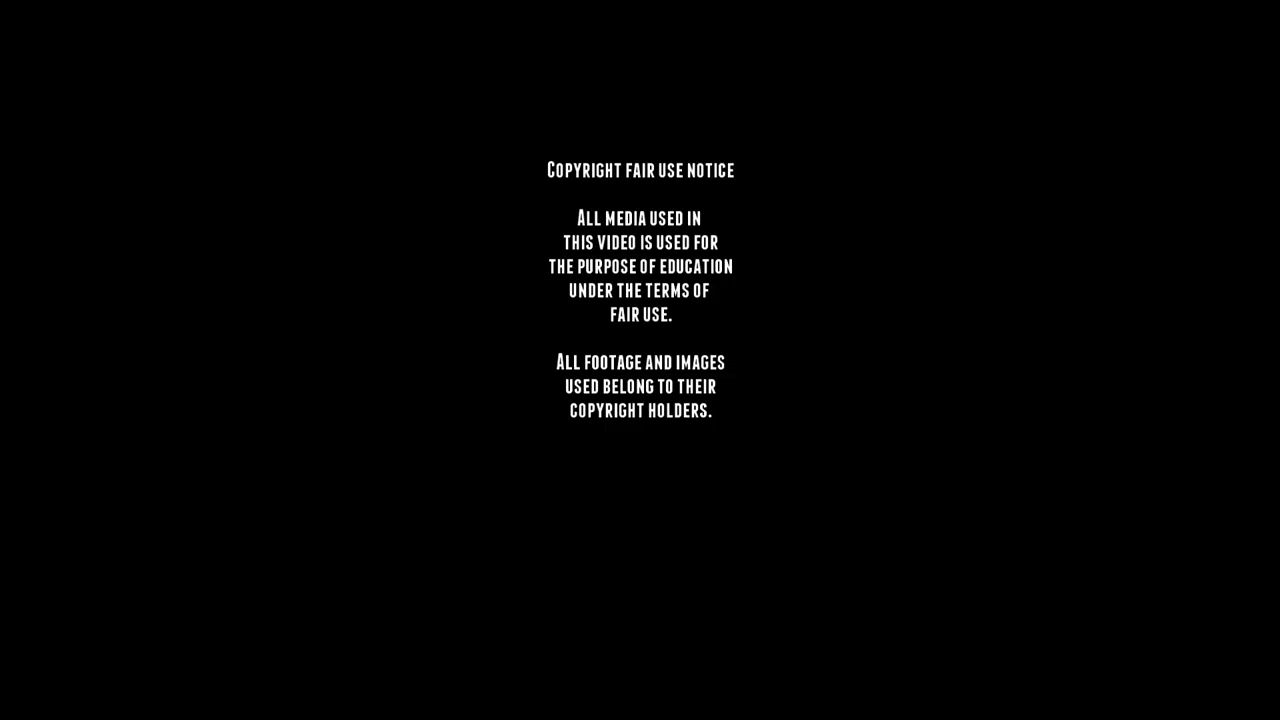 Copyright fair use notice
All media used in
this video is used for
the purpose of education
under the terms of
fair use.
All footage and images
used belong to their
copyright holders.